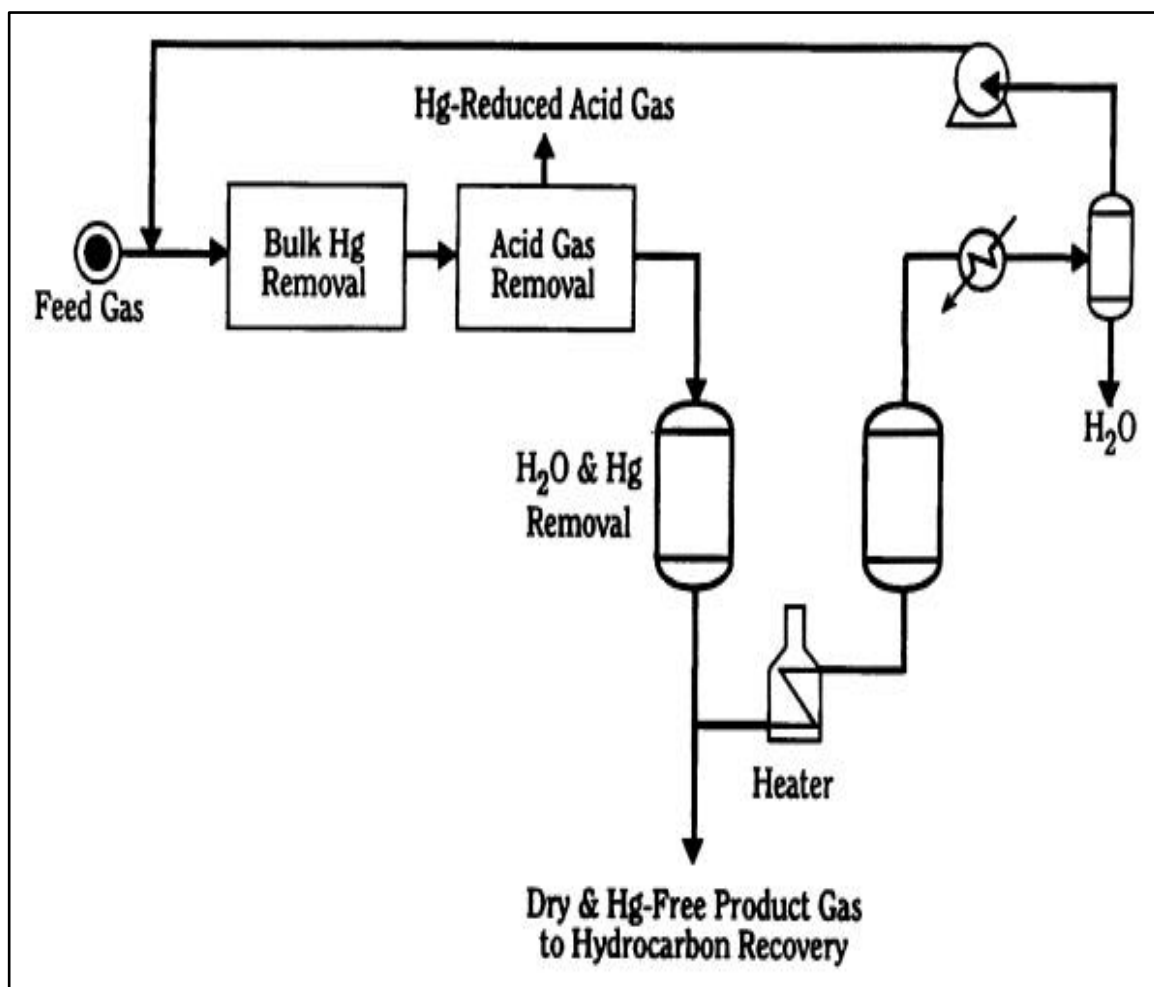 Hg-Reduced Acid Gas
Bulk Hg
Removal
Acid Gas
Removal
Feed Gas
H₂O
H₂O & Hg
Removal
Heater
Dry & Hg-Free Product Gas
to Hydrocarbon Recovery